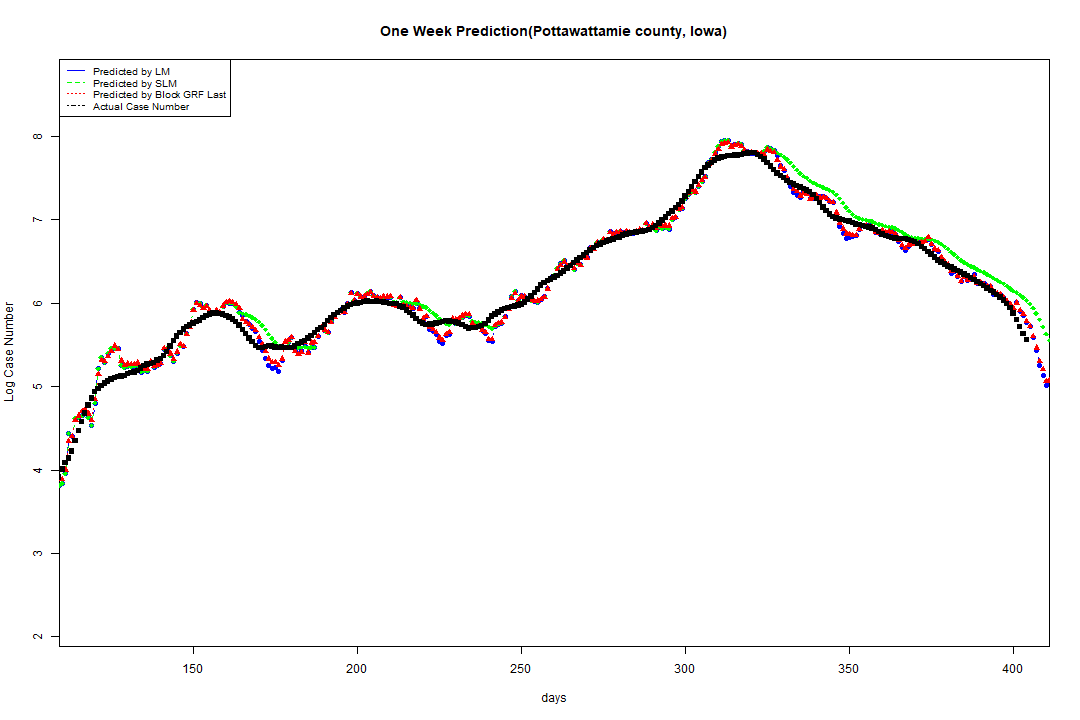 One Week Prediction(Pottawattamie county, Iowa)
Predicted by LM
Predicted by SLM
Predicted by Block GRF Last
Actual Case Number
8
7
6
5
4
3
2
Log Case Number
150 200 250 300 350 400
days